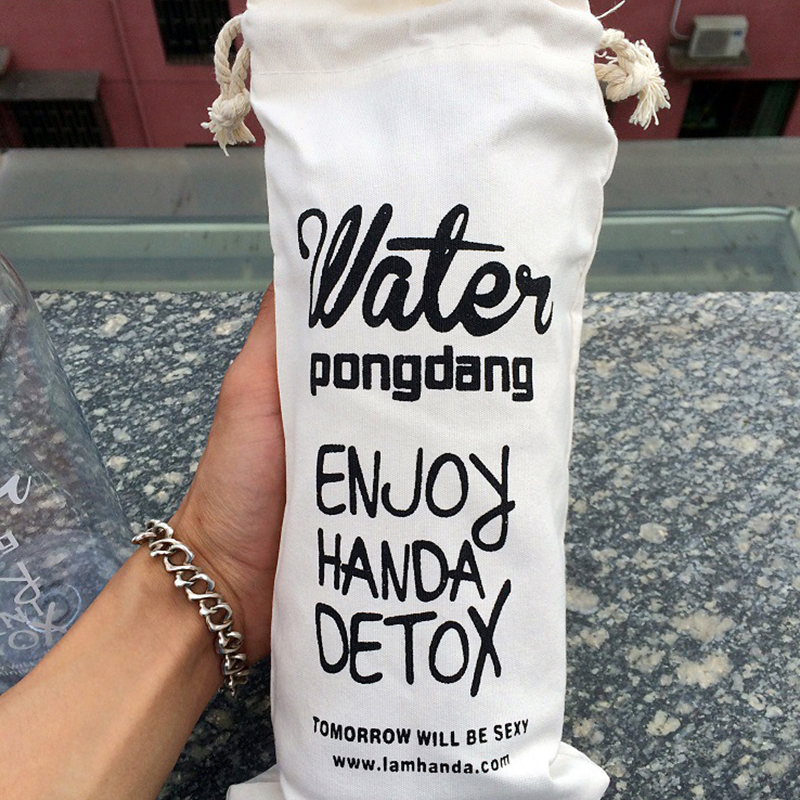 Water
pongdang
ENJOY
HANDA
DETOX
TOMORROW WILL BE SEXY
www.lamhanda.com